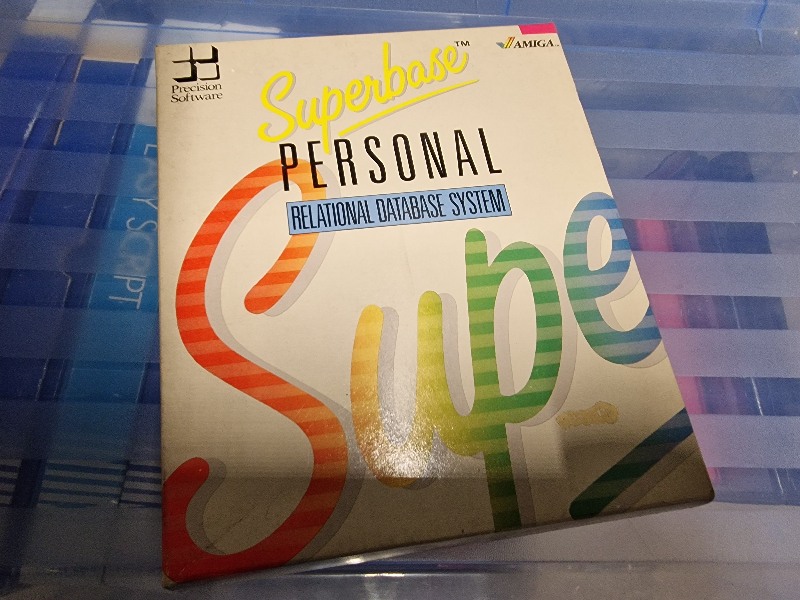 Precision
Software
Superbase™
AMIGA
PERSONAL
RELATIONAL DATABASE SYSTEM
Supe
EASY SCRIPT